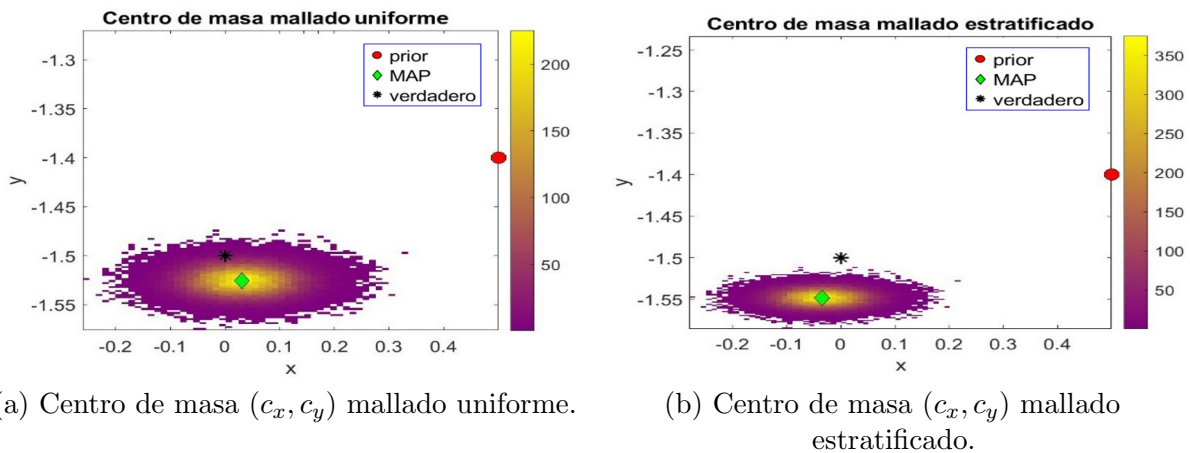 Centro de masa mallado uniforme
prior
MAP
verdadero
-1.3
-1.35
-1.4
-1.45
-1.5
-1.55
y
-0.2 -0.1 0 0.1 0.2 0.3 0.4
x
200
150
100
50
(a) Centro de masa (c_x, c_y) mallado uniforme.
Centro de masa mallado estratificado
prior
MAP
verdadero
-1.25
-1.3
-1.35
-1.4
-1.45
-1.5
-1.55
y
-0.2 -0.1 0 0.1 0.2 0.3 0.4
x
350
300
250
200
150
100
50
(b) Centro de masa (c_x, c_y) mallado
estratificado.